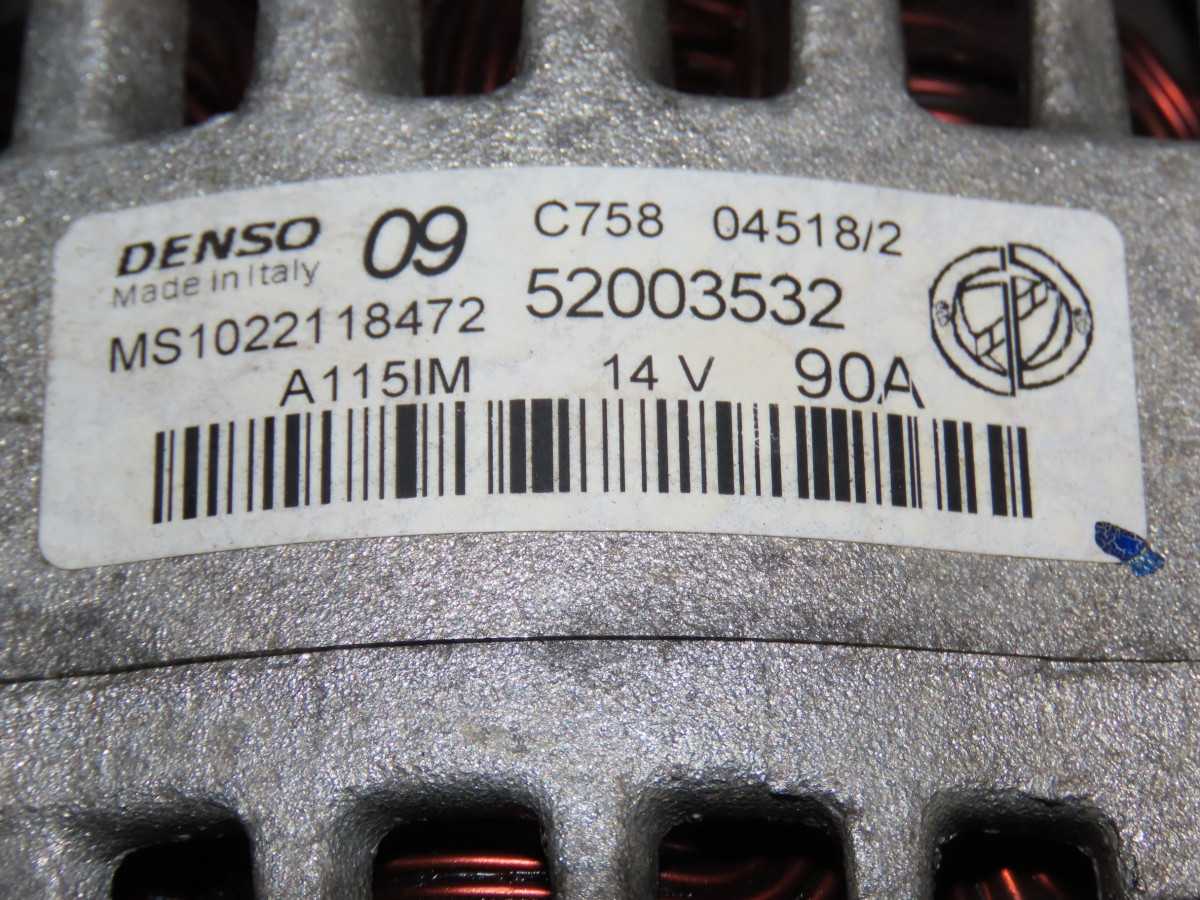 DENSO 09 C758 04518/2
Made in Italy
MS1022118472 52003532
A115IM 14 V 90A